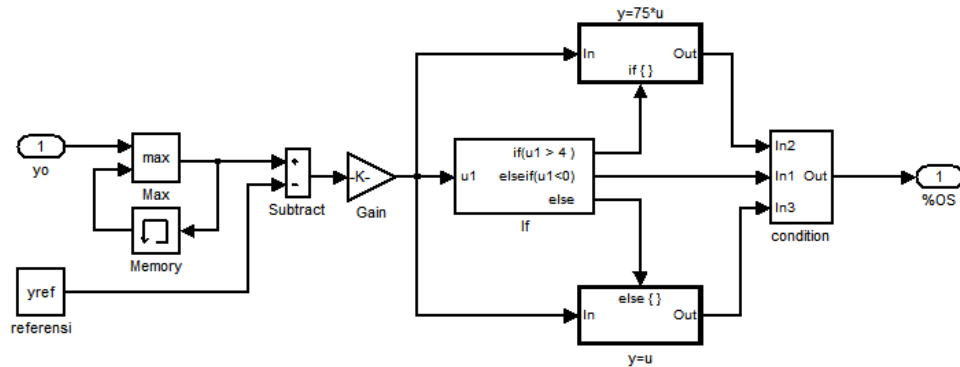 y=75*u
In
Out
if { }
1
yo
max
Max
Memory
yref
referensi
+
−
Subtract
-K-
Gain
u1
if(u1 > 4 )
elseif(u1<0)
else
If
else { }
In
Out
y=u
In2
In1
Out
In3
condition
1
%OS